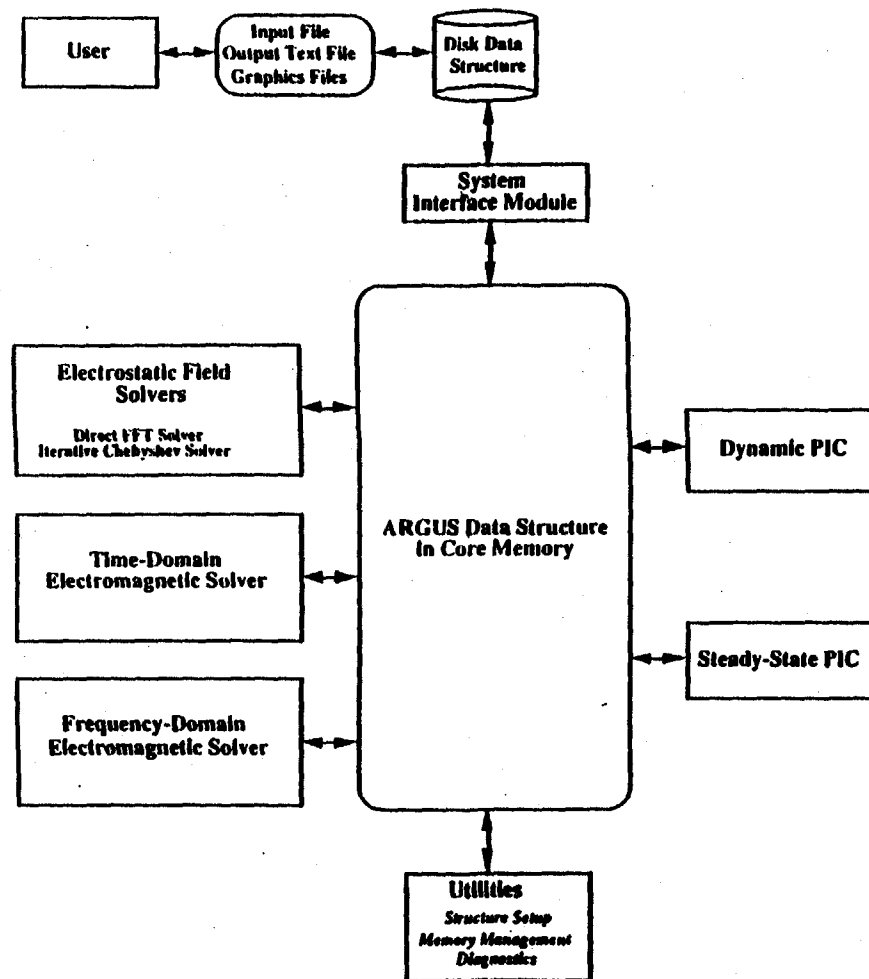 User
Input File
Output Text File
Graphics Files
Disk Data
Structure
System
Interface Module
Electrostatic Field
Solvers
Direct FFT Solver
Iterative Chebyshev Solver
Time-Domain
Electromagnetic Solver
Frequency-Domain
Electromagnetic Solver
ARGUS Data Structure
in Core Memory
Dynamic PIC
Steady-State PIC
Utilities
Structure Setup
Memory Management
Diagnostics